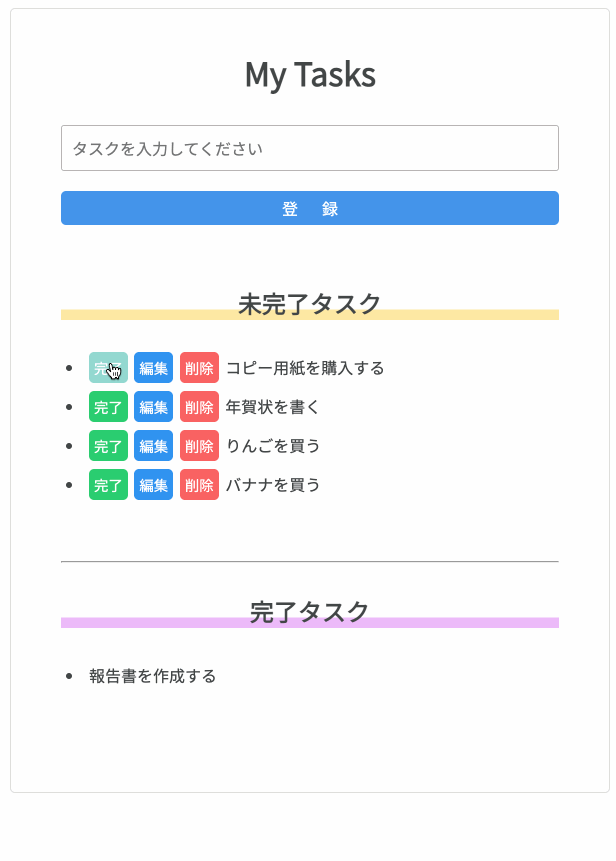 My Tasks
タスクを入力してください
登 録
未完了タスク
完了 編集 削除 コピー用紙を購入する
完了 編集 削除 年賀状を書く
完了 編集 削除 りんごを買う
完了 編集 削除 バナナを買う
完了タスク
報告書を作成する